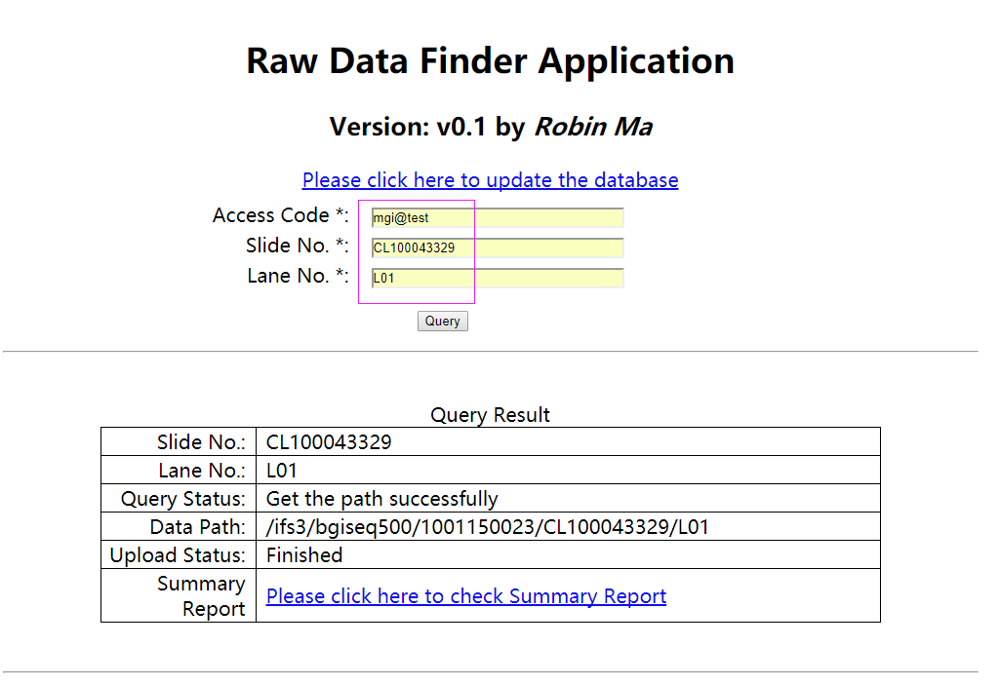 Raw Data Finder Application
Version: v0.1 by Robin Ma
Please click here to update the database
Access Code *: mgi@test
Slide No. *: CL100043329
Lane No. *: L01
Query
Query Result
Slide No.: CL100043329
Lane No.: L01
Query Status: Get the path successfully
Data Path: /ifs3/bgiseq500/1001150023/CL100043329/L01
Upload Status: Finished
Summary
Report
Please click here to check Summary Report